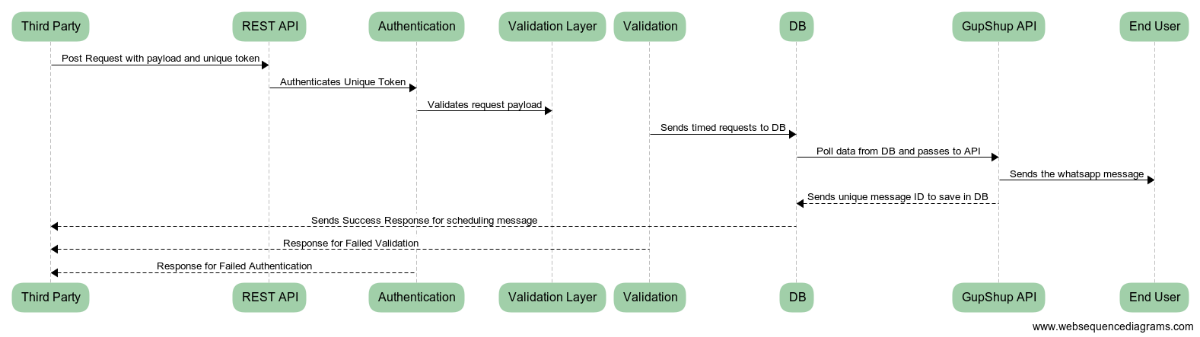 Third Party
REST API
Authentication
Validation Layer
Validation
DB
GupShup API
End User
Post Request with payload and unique token
Authenticates Unique Token
Validates request payload
Sends timed requests to DB
Poll data from DB and passes to API
Sends the whatsapp message
Sends unique message ID to save in DB
Sends Success Response for scheduling message
Response for Failed Validation
Response for Failed Authentication
Third Party
REST API
Authentication
Validation Layer
Validation
DB
GupShup API
End User
www.websequencediagrams.com